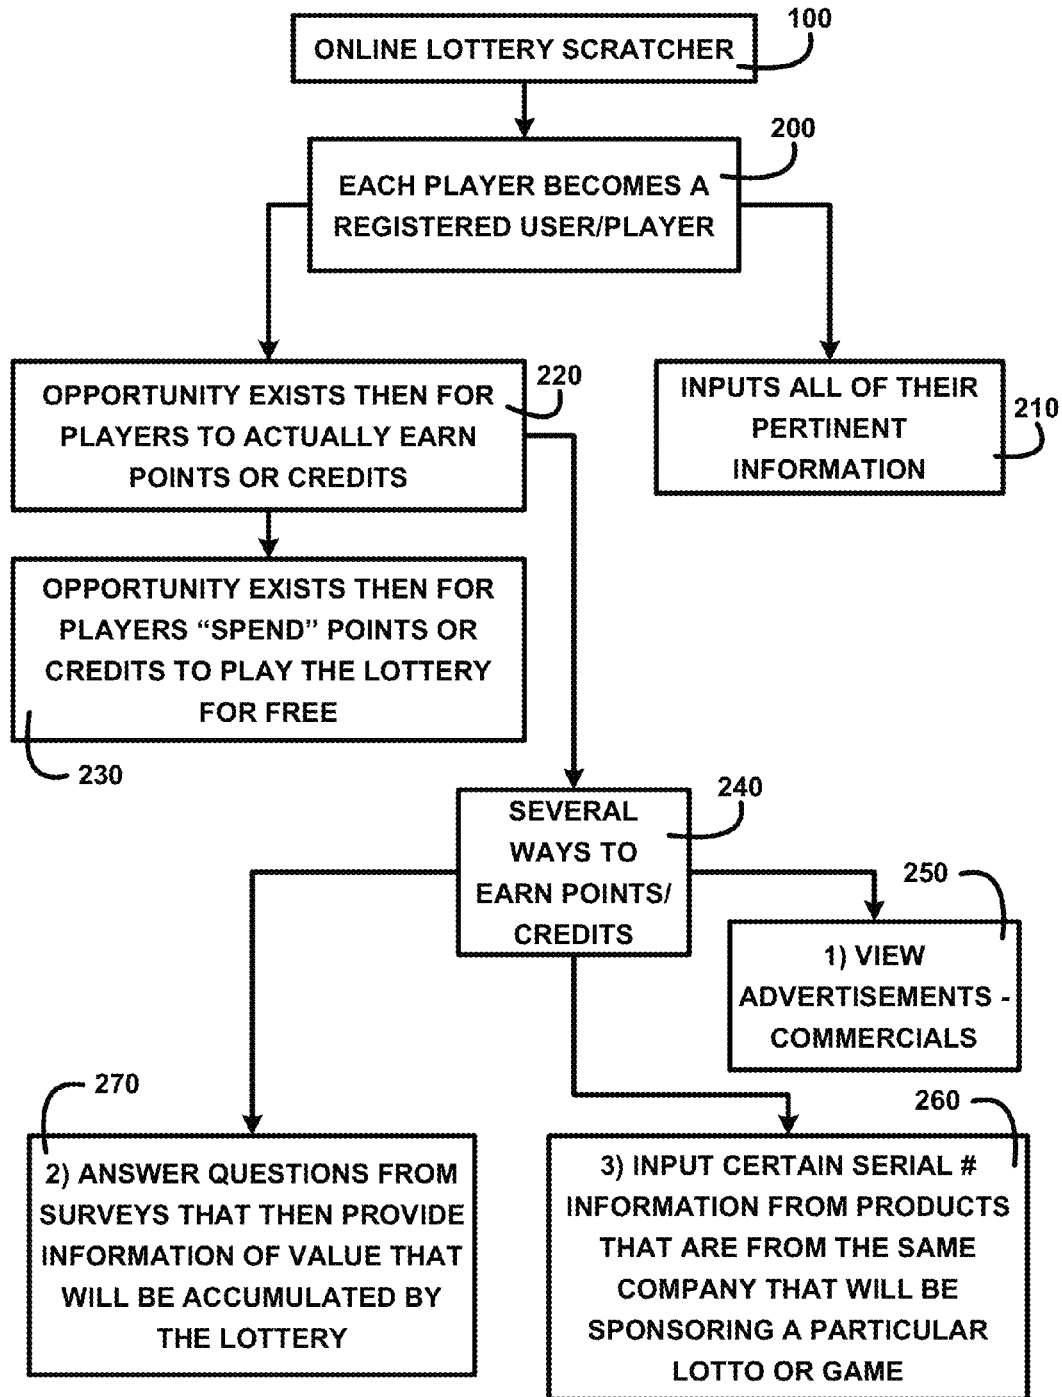 100
ONLINE LOTTERY SCRATCHER
200
EACH PLAYER BECOMES A
REGISTERED USER/PLAYER
220
OPPORTUNITY EXISTS THEN FOR
PLAYERS TO ACTUALLY EARN
POINTS OR CREDITS
210
INPUTS ALL OF THEIR
PERTINENT
INFORMATION
OPPORTUNITY EXISTS THEN FOR
PLAYERS “SPEND” POINTS OR
CREDITS TO PLAY THE LOTTERY
FOR FREE
230
240
SEVERAL
WAYS TO
EARN POINTS/
CREDITS
250
1) VIEW
ADVERTISEMENTS -
COMMERCIALS
270
2) ANSWER QUESTIONS FROM
SURVEYS THAT THEN PROVIDE
INFORMATION OF VALUE THAT
WILL BE ACCUMULATED BY
THE LOTTERY
260
3) INPUT CERTAIN SERIAL #
INFORMATION FROM PRODUCTS
THAT ARE FROM THE SAME
COMPANY THAT WILL BE
SPONSORING A PARTICULAR
LOTTO OR GAME